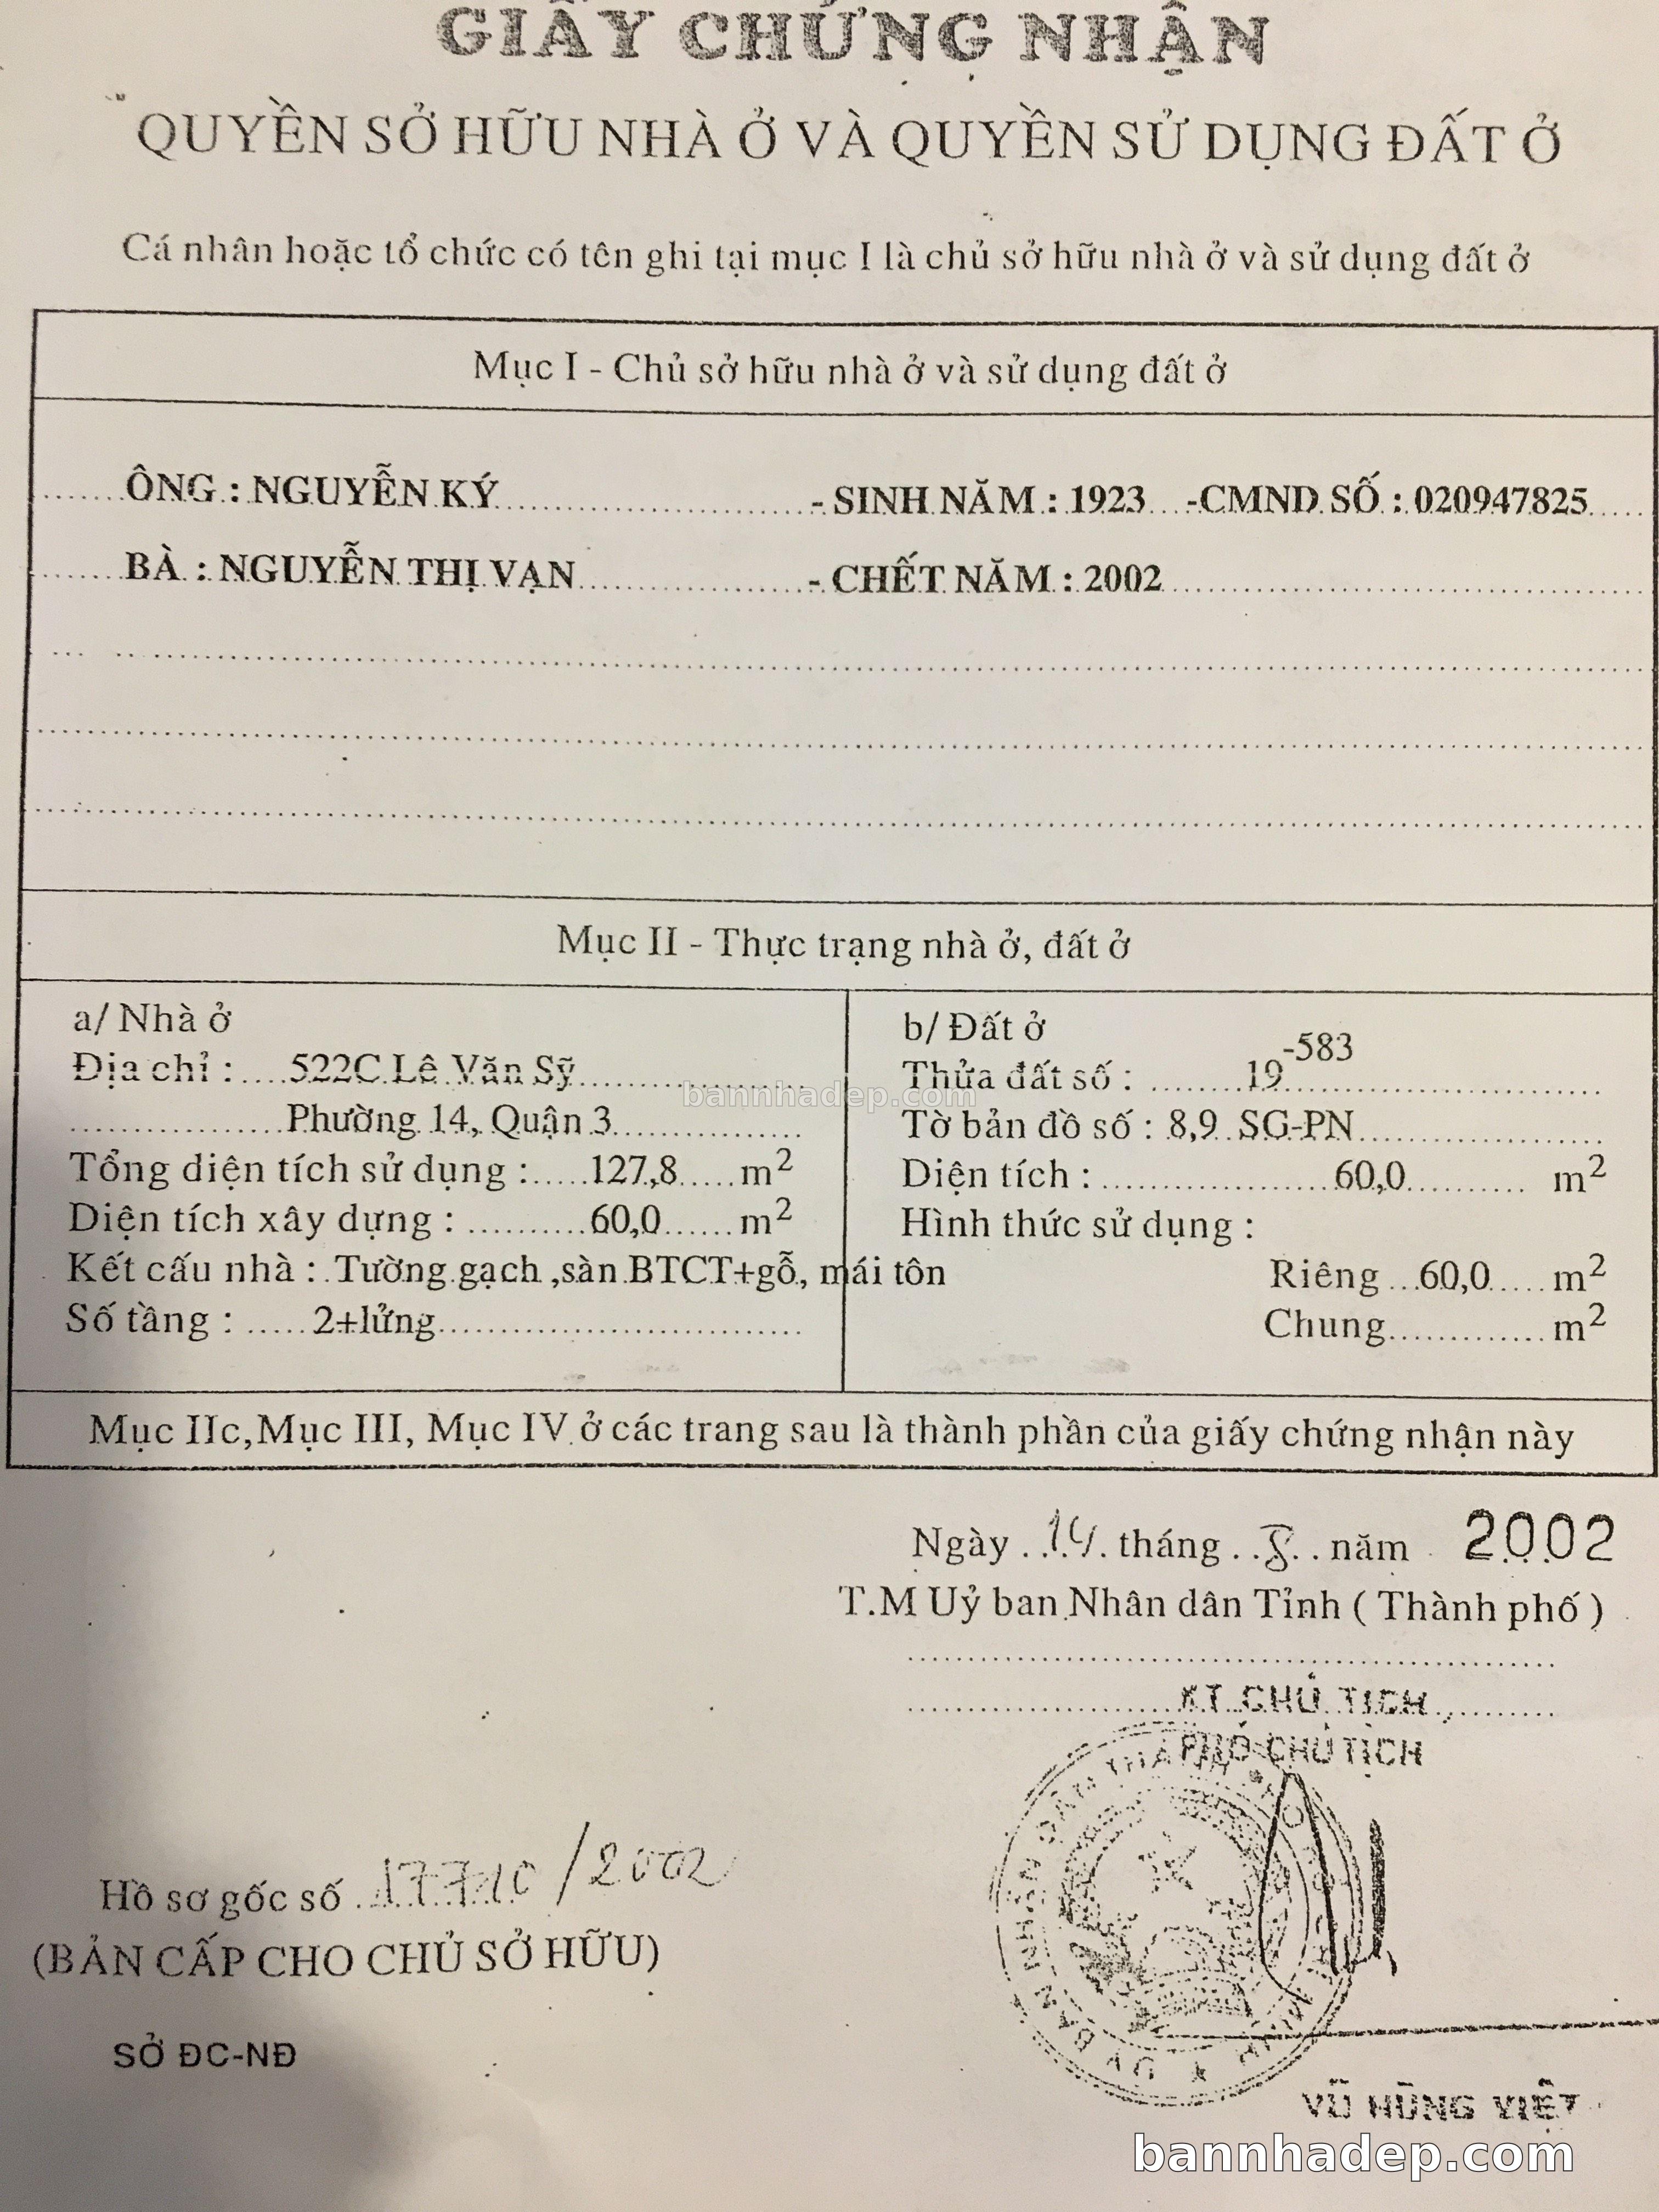 GIẤY CHỨNG NHẬN
QUYỀN SỞ HỮU NHÀ Ở VÀ QUYỀN SỬ DỤNG ĐẤT Ở
Cá nhân hoặc tổ chức có tên ghi tại mục I là chủ sở hữu nhà ở và sử dụng đất ở
Mục I - Chủ sở hữu nhà ở và sử dụng đất ở
ÔNG : NGUYỄN KÝ - SINH NĂM : 1923 -CMND SỐ : 020947825
BÀ : NGUYỄN THỊ VẠN - CHẾT NĂM : 2002
Mục II - Thực trạng nhà ở, đất ở
a/ Nhà ở
Địa chỉ : 522C Lê Văn Sỹ
Phường 14, Quận 3
Tổng diện tích sử dụng : 127,8 m2
Diện tích xây dựng : 60,0 m2
Kết cấu nhà : Tường gạch ,sàn BTCT+gỗ, mái tôn
Số tầng : 2+lửng
b/ Đất ở
Thửa đất số : 19-583
Tờ bản đồ số : 8,9 SG-PN
Diện tích : 60,0 m2
Hình thức sử dụng :
Riêng 60,0 m2
Chung m2
bannhadep.com
Mục IIc,Mục III, Mục IV ở các trang sau là thành phần của giấy chứng nhận này
Ngày 14 tháng 8 năm 2002
T.M Uỷ ban Nhân dân Tỉnh ( Thành phố )
KT CHỦ TỊCH
PHÓ CHỦ TỊCH
Hồ sơ gốc số 17710/2002
(BẢN CẤP CHO CHỦ SỞ HỮU)
SỞ ĐC-NĐ
VŨ HÙNG VIỆT
bannhadep.com